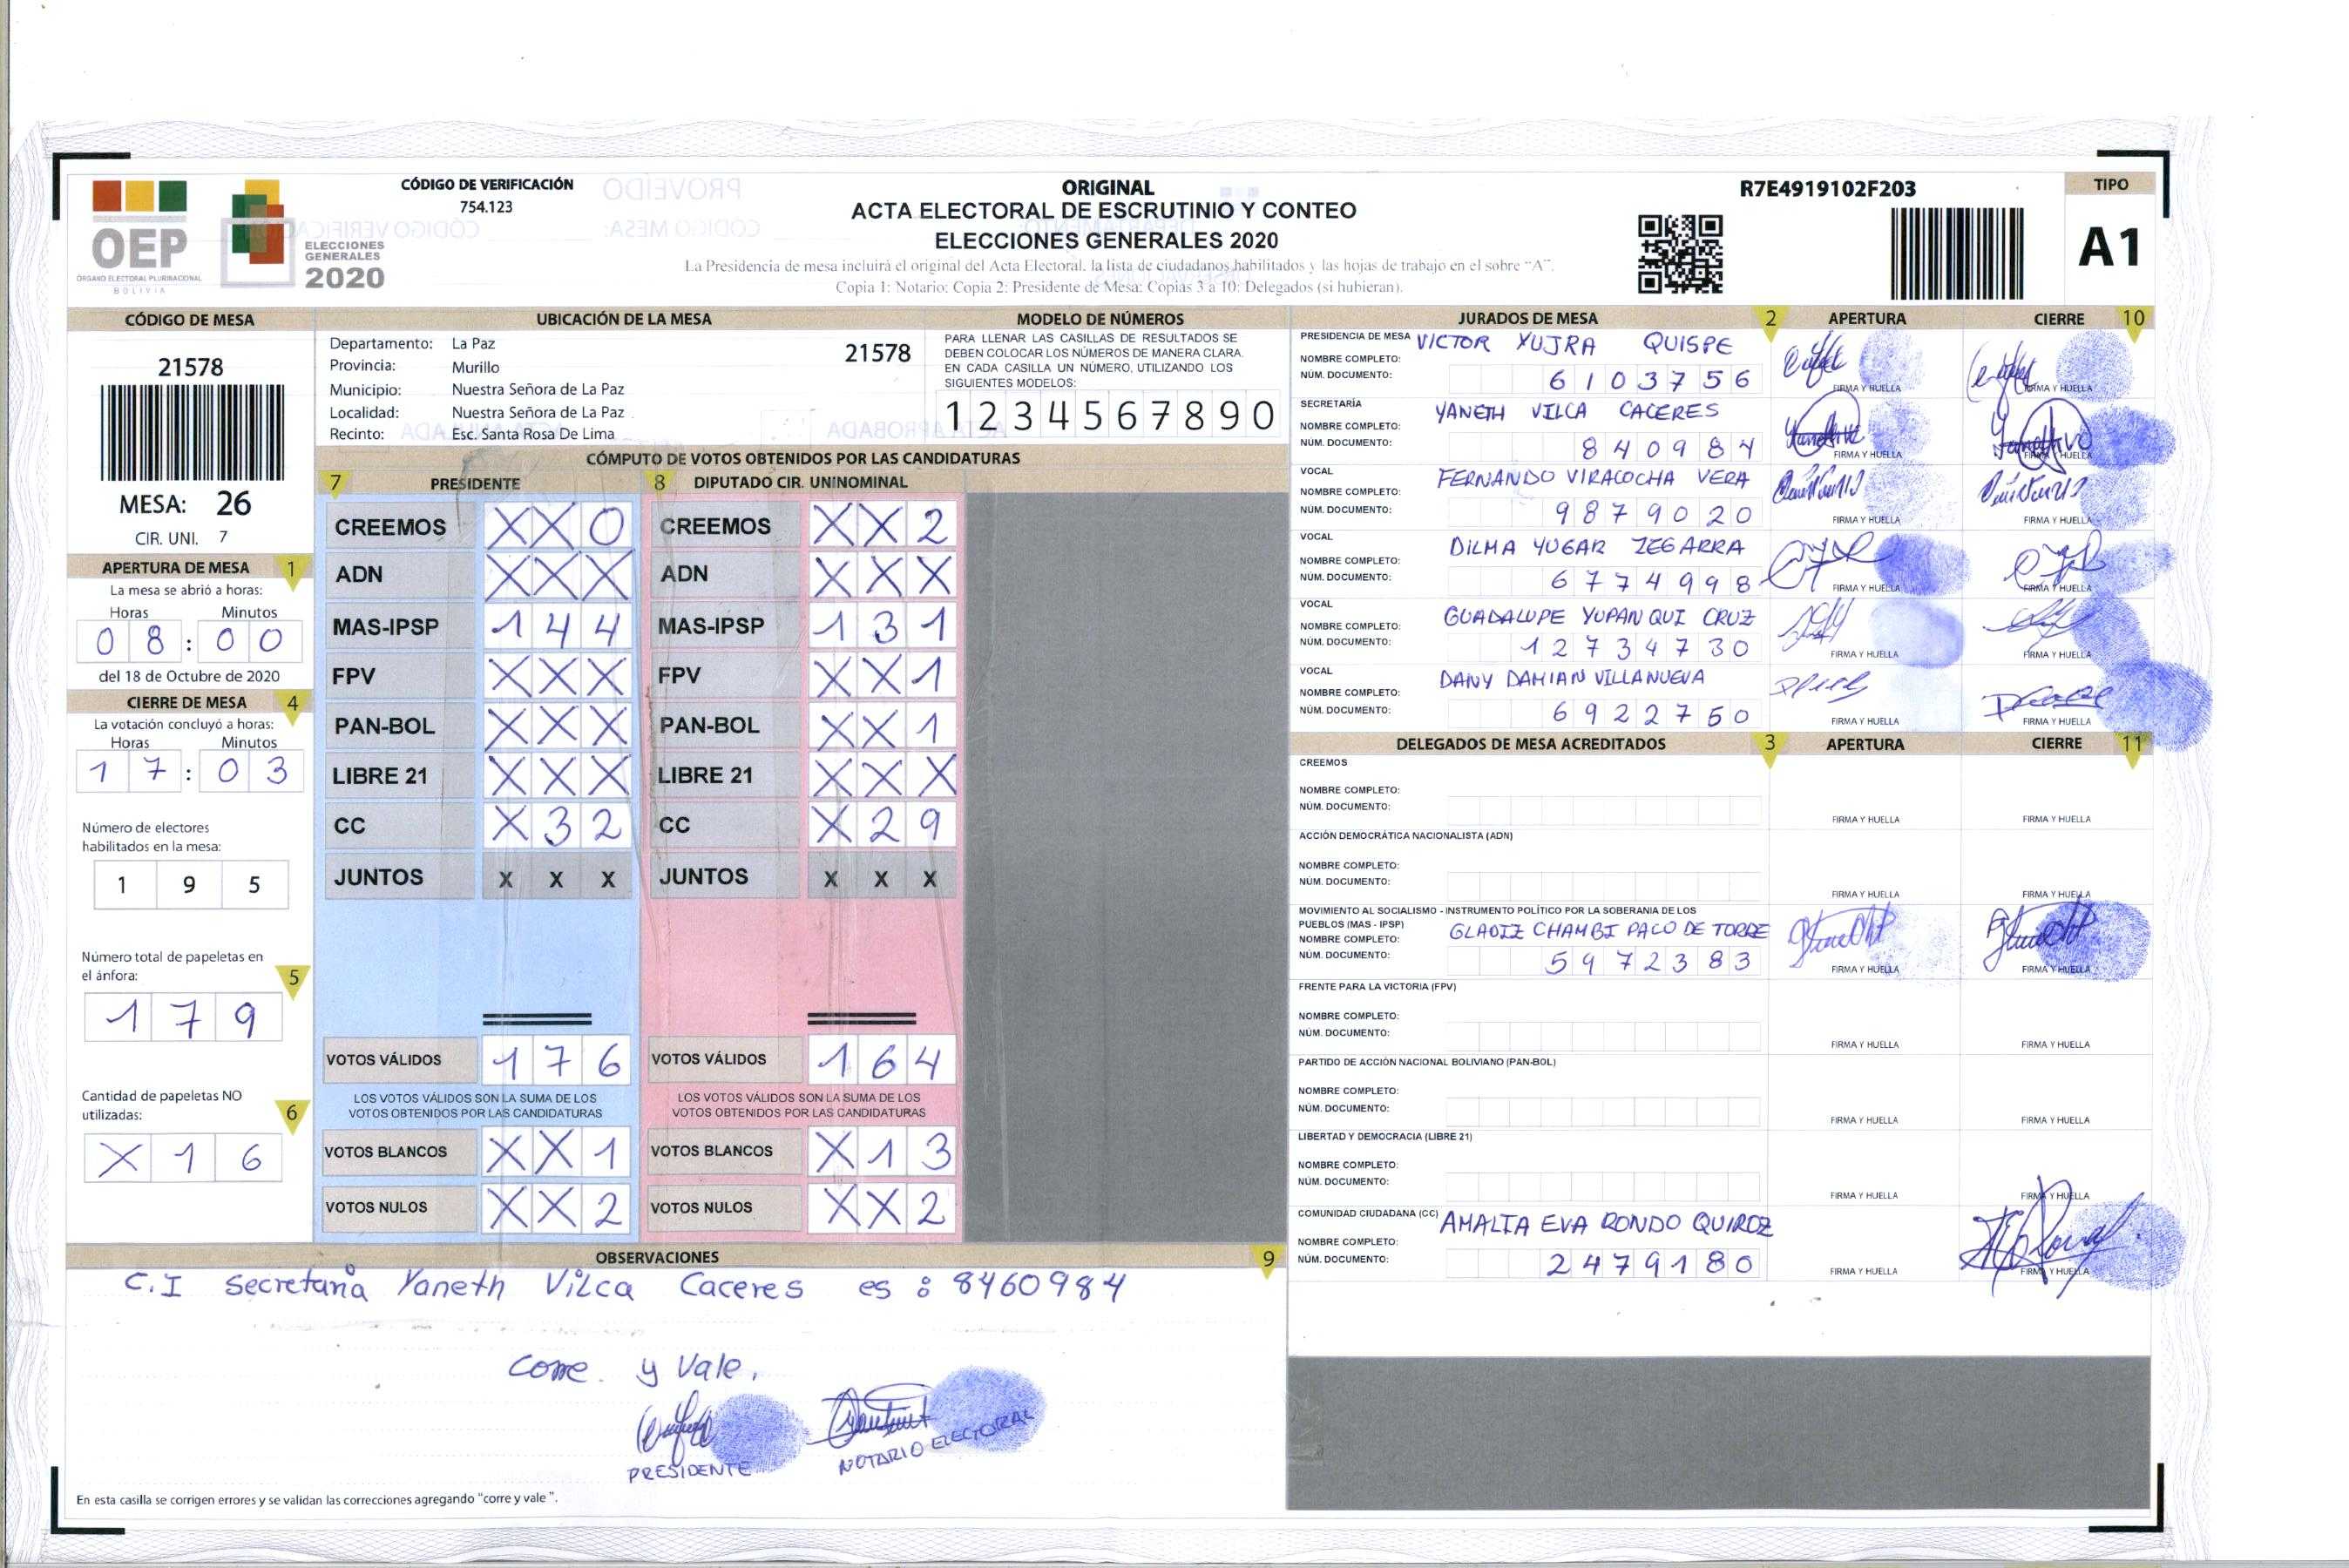 CÓDIGO DE VERIFICACIÓN
754.123
OEP
ÓRGANO ELECTORAL PLURINACIONAL
BOLIVIA
ELECCIONES
GENERALES
2020
ORIGINAL
ACTA ELECTORAL DE ESCRUTINIO Y CONTEO
ELECCIONES GENERALES 2020
La Presidencia de mesa incluirá el original del Acta Electoral, la lista de ciudadanos habilitados y las hojas de trabajo en el sobre "A".
Copia 1: Notario; Copia 2: Presidente de Mesa; Copias 3 a 10: Delegados (si hubieran).
R7E4919102F203
TIPO
A1
CÓDIGO DE MESA
21578
MESA: 26
CIR. UNI. 7
UBICACIÓN DE LA MESA
Departamento: La Paz 21578
Provincia: Murillo
Municipio: Nuestra Señora de La Paz
Localidad: Nuestra Señora de La Paz
Recinto: Esc. Santa Rosa De Lima
MODELO DE NÚMEROS
PARA LLENAR LAS CASILLAS DE RESULTADOS SE
DEBEN COLOCAR LOS NÚMEROS DE MANERA CLARA.
EN CADA CASILLA UN NÚMERO, UTILIZANDO LOS
SIGUIENTES MODELOS:
1 2 3 4 5 6 7 8 9 0
APERTURA DE MESA 1
La mesa se abrió a horas:
Horas Minutos
0 8 : 0 0
del 18 de Octubre de 2020
CIERRE DE MESA 4
La votación concluyó a horas:
Horas Minutos
1 7 : 0 3
Número de electores
habilitados en la mesa:
1 9 5
Número total de papeletas en
el ánfora: 5
1 7 9
Cantidad de papeletas NO
utilizadas: 6
X 1 6
CÓMPUTO DE VOTOS OBTENIDOS POR LAS CANDIDATURAS
7 PRESIDENTE
CREEMOS X X 0
ADN X X X
MAS-IPSP 1 4 4
FPV X X X
PAN-BOL X X X
LIBRE 21 X X X
CC X 3 2
JUNTOS X X X
VOTOS VÁLIDOS 1 7 6
LOS VOTOS VÁLIDOS SON LA SUMA DE LOS
VOTOS OBTENIDOS POR LAS CANDIDATURAS
VOTOS BLANCOS X X 1
VOTOS NULOS X X 2
8 DIPUTADO CIR. UNINOMINAL
CREEMOS X X 2
ADN X X X
MAS-IPSP 1 3 1
FPV X X 1
PAN-BOL X X 1
LIBRE 21 X X X
CC X 2 9
JUNTOS X X X
VOTOS VÁLIDOS 1 6 4
LOS VOTOS VÁLIDOS SON LA SUMA DE LOS
VOTOS OBTENIDOS POR LAS CANDIDATURAS
VOTOS BLANCOS X 1 3
VOTOS NULOS X X 2
OBSERVACIONES 9
C.I secretaria Yaneth Vilca Caceres es : 8460984
Corre y Vale.
PRESIDENTE
NOTARIO ELECTORAL
En esta casilla se corrigen errores y se validan las correcciones agregando "corre y vale".
JURADOS DE MESA 2 APERTURA CIERRE 10
PRESIDENCIA DE MESA VICTOR YUJRA QUISPE
NOMBRE COMPLETO:
NÚM. DOCUMENTO: 6 1 0 3 7 5 6
FIRMA Y HUELLA FIRMA Y HUELLA
SECRETARÍA YANETH VILCA CACERES
NOMBRE COMPLETO:
NÚM. DOCUMENTO: 8 4 0 9 8 4
FIRMA Y HUELLA FIRMA Y HUELLA
VOCAL FERNANDO VIRACOCHA VERA
NOMBRE COMPLETO:
NÚM. DOCUMENTO: 9 8 7 9 0 2 0
FIRMA Y HUELLA FIRMA Y HUELLA
VOCAL DILMA YUGAR ZEGARRA
NOMBRE COMPLETO:
NÚM. DOCUMENTO: 6 7 7 4 9 9 8
FIRMA Y HUELLA FIRMA Y HUELLA
VOCAL GUADALUPE YUPANQUI CRUZ
NOMBRE COMPLETO:
NÚM. DOCUMENTO: 1 2 7 3 4 7 3 0
FIRMA Y HUELLA FIRMA Y HUELLA
VOCAL DANY DAMIAN VILLANUEVA
NOMBRE COMPLETO:
NÚM. DOCUMENTO: 6 9 2 2 7 5 0
FIRMA Y HUELLA FIRMA Y HUELLA
DELEGADOS DE MESA ACREDITADOS 3 APERTURA CIERRE 11
CREEMOS
NOMBRE COMPLETO:
NÚM. DOCUMENTO:
FIRMA Y HUELLA FIRMA Y HUELLA
ACCIÓN DEMOCRÁTICA NACIONALISTA (ADN)
NOMBRE COMPLETO:
NÚM. DOCUMENTO:
FIRMA Y HUELLA FIRMA Y HUELLA
MOVIMIENTO AL SOCIALISMO - INSTRUMENTO POLÍTICO POR LA SOBERANIA DE LOS
PUEBLOS (MAS - IPSP) GLADIZ CHAMBI PACO DE TORRE
NOMBRE COMPLETO:
NÚM. DOCUMENTO: 5 9 7 2 3 8 3
FIRMA Y HUELLA FIRMA Y HUELLA
FRENTE PARA LA VICTORIA (FPV)
NOMBRE COMPLETO:
NÚM. DOCUMENTO:
FIRMA Y HUELLA FIRMA Y HUELLA
PARTIDO DE ACCIÓN NACIONAL BOLIVIANO (PAN-BOL)
NOMBRE COMPLETO:
NÚM. DOCUMENTO:
FIRMA Y HUELLA FIRMA Y HUELLA
LIBERTAD Y DEMOCRACIA (LIBRE 21)
NOMBRE COMPLETO:
NÚM. DOCUMENTO:
FIRMA Y HUELLA FIRMA Y HUELLA
COMUNIDAD CIUDADANA (CC) AMALIA EVA RONDO QUIROZ
NOMBRE COMPLETO:
NÚM. DOCUMENTO: 2 4 7 9 1 8 0
FIRMA Y HUELLA FIRMA Y HUELLA